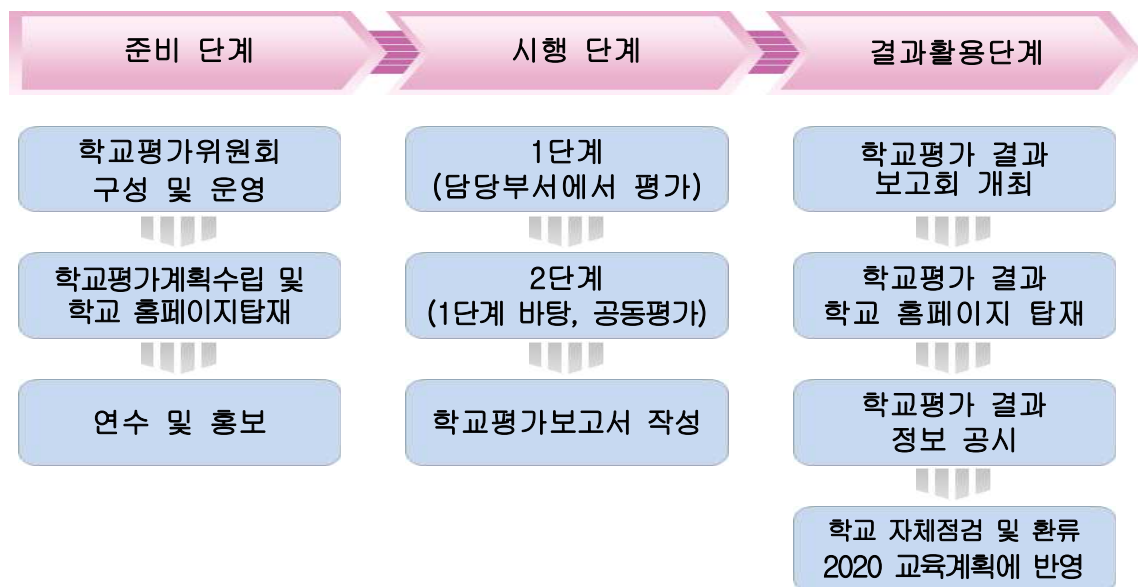 준비 단계
시행 단계
결과활용단계
학교평가위원회
구성 및 운영
학교평가계획수립 및
학교 홈페이지탑재
연수 및 홍보
1단계
(담당부서에서 평가)
2단계
(1단계 바탕, 공동평가)
학교평가보고서 작성
학교평가 결과
보고회 개최
학교평가 결과
학교 홈페이지 탑재
학교평가 결과
정보 공시
학교 자체점검 및 환류
2020 교육계획에 반영